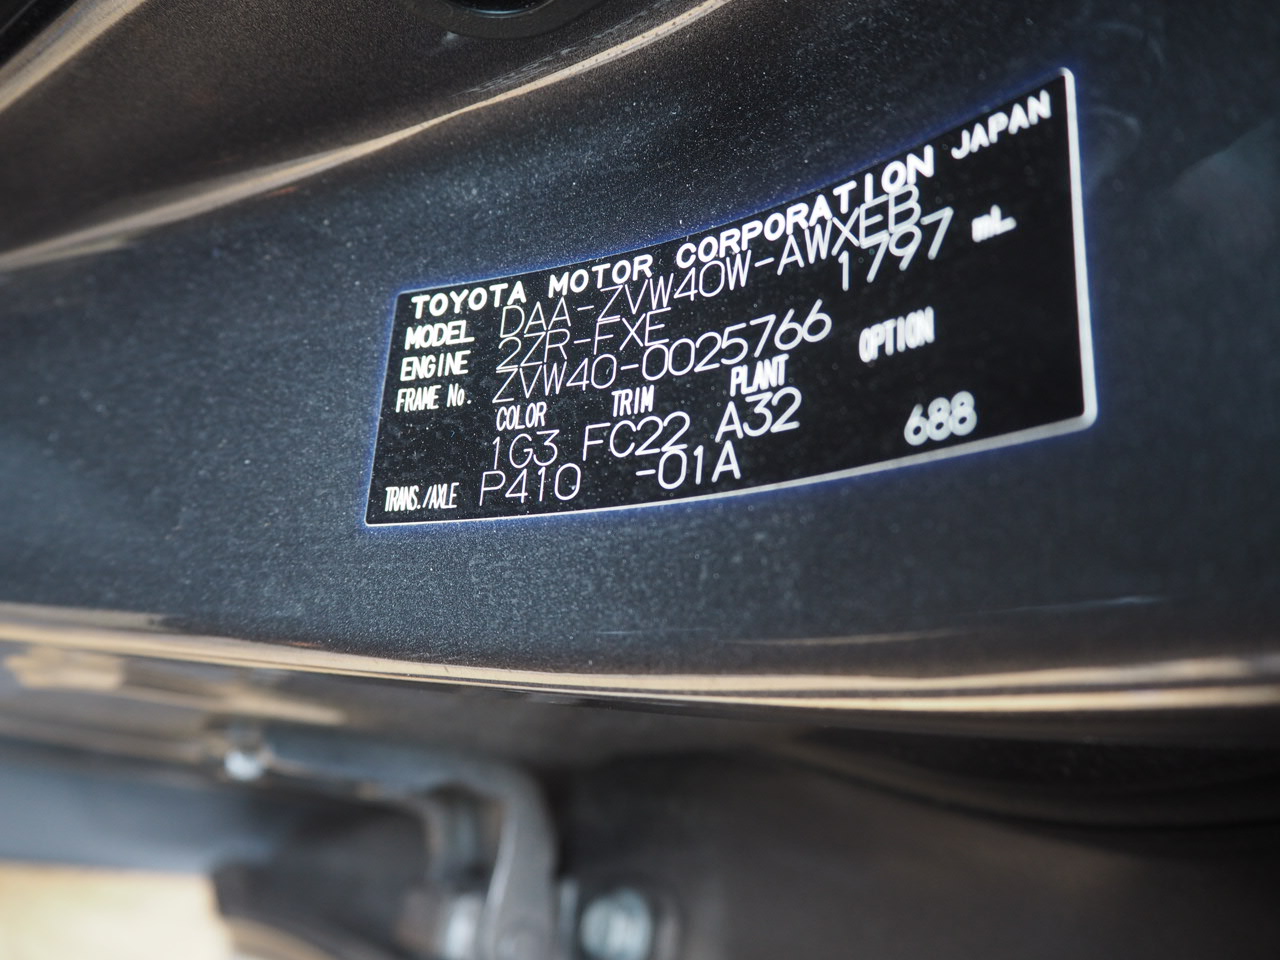 TOYOTA MOTOR CORPORATION JAPAN
MODEL DAA-ZVW40W-AWXEB
ENGINE 2ZR-FXE 1797 mL
FRAME No. ZVW40-0025766
COLOR TRIM PLANT OPTION
1G3 FC22 A32
TRANS./AXLE P410 -01A 688